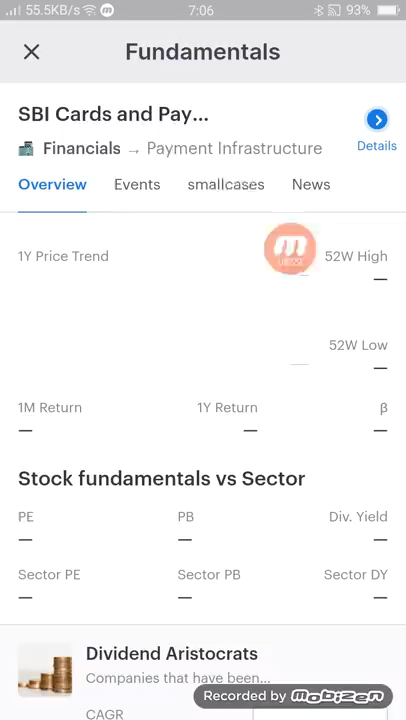 55.5KB/s 7:06 93%
Fundamentals
SBI Cards and Pay...
Financials → Payment Infrastructure
Details
Overview Events smallcases News
1Y Price Trend 52W High
—
52W Low
—
1M Return 1Y Return β
— — —
Stock fundamentals vs Sector
PE PB Div. Yield
— — —
Sector PE Sector PB Sector DY
— — —
Dividend Aristocrats
Companies that have been...
CAGR
Recorded by mobizen